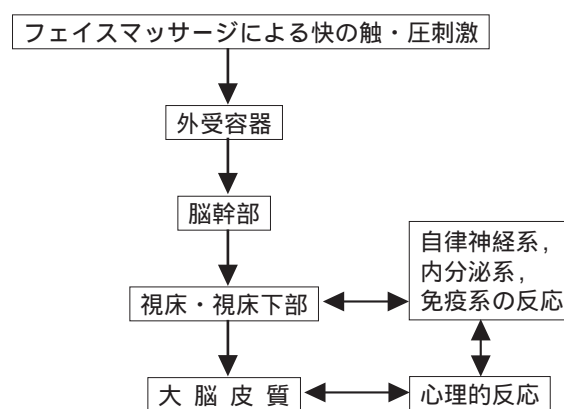 フェイスマッサージによる快の触・圧刺激
外受容器
脳幹部
自律神経系，
内分泌系，
免疫系の反応
視床・視床下部
大 脳 皮 質
心理的反応